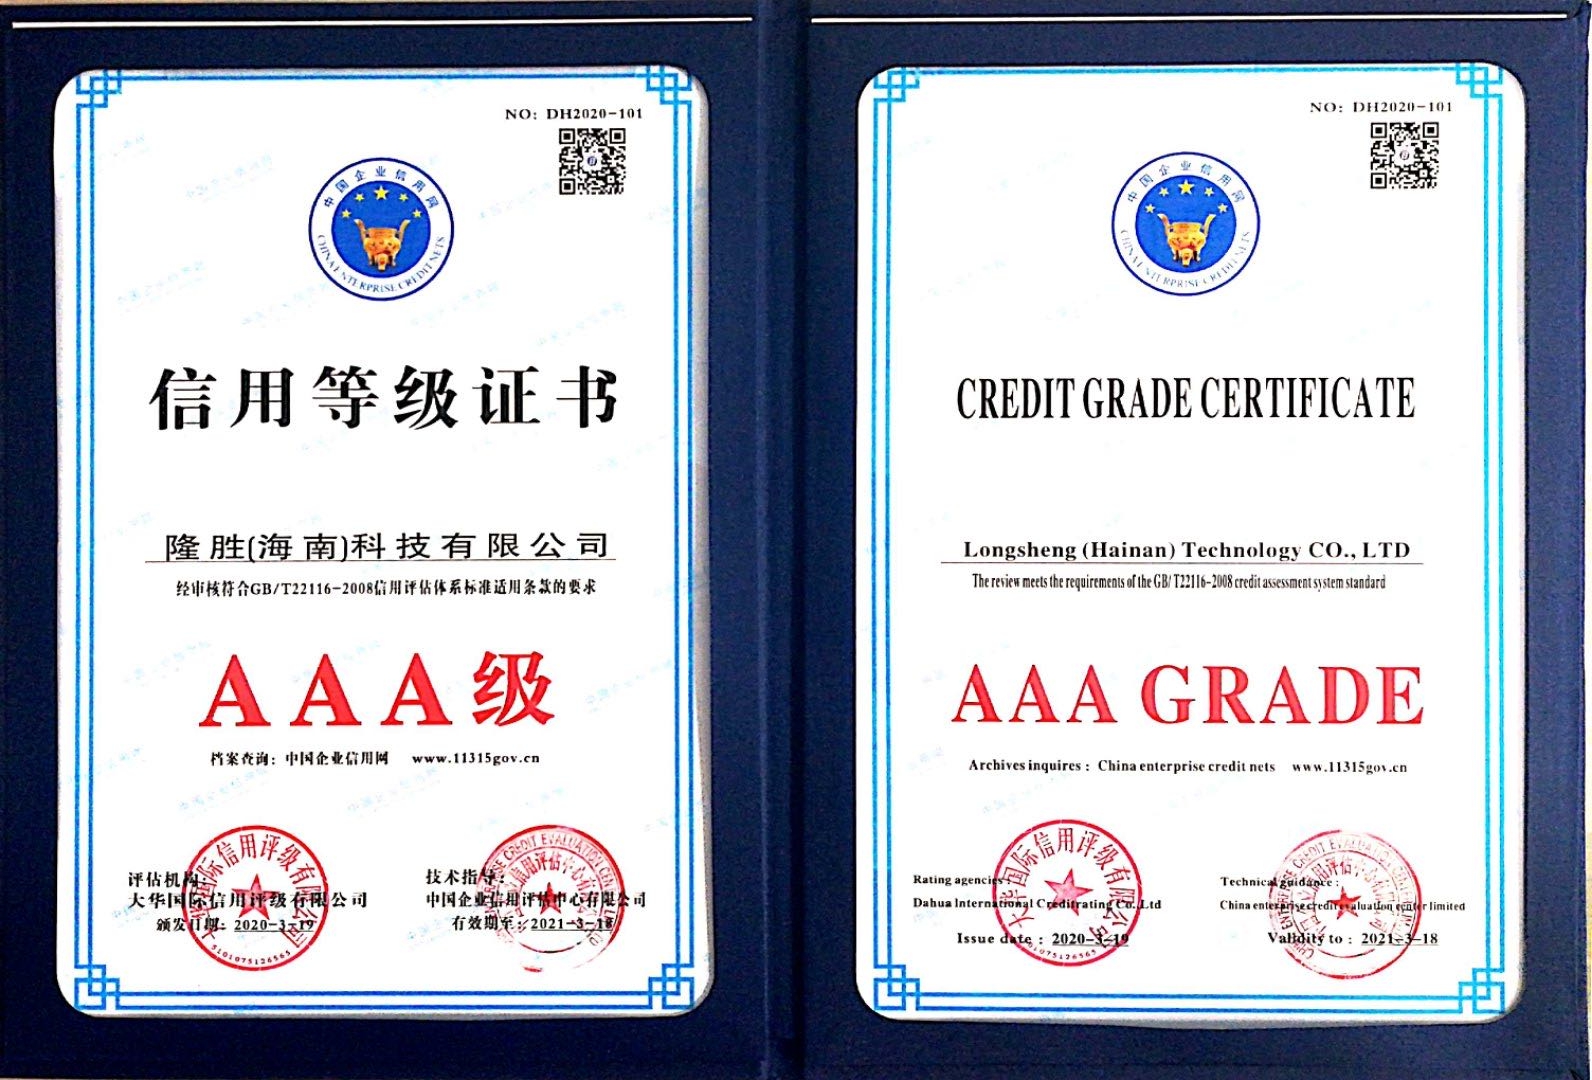 NO: DH2020-101
中国企业信用网
CHINA ENTERPRISE CREDIT NETS
信用等级证书
隆胜(海南)科技有限公司
经审核符合GB/T22116-2008信用评估体系标准适用条款的要求
AAA级
档案查询：中国企业信用网 www.11315gov.cn
评估机构：
大华国际信用评级有限公司
颁发日期：2020-3-19
大华国际信用评级有限公司
5101075126565
技术指导：
中国企业信用评估中心有限公司
有效期至：2021-3-18
NO: DH2020-101
中国企业信用网
CHINA ENTERPRISE CREDIT NETS
CREDIT GRADE CERTIFICATE
Longsheng (Hainan) Technology CO., LTD
The review meets the requirements of the GB/T22116-2008 credit assessment system standard
AAA GRADE
Archives inquires : China enterprise credit nets www.11315gov.cn
Rating agencies :
Dahua International Creditrating Co.,Ltd
Issue date : 2020-3-19
大华国际信用评级有限公司
5101075126565
Technical guidance :
China enterprise credit evaluation center limited
Validity to : 2021-3-18